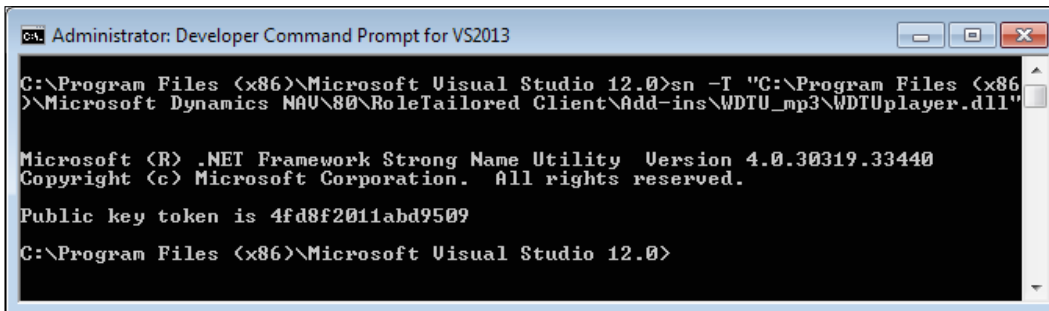 Administrator: Developer Command Prompt for VS2013
C:\Program Files (x86)\Microsoft Visual Studio 12.0>sn -T "C:\Program Files (x86
)\Microsoft Dynamics NAV\80\RoleTailored Client\Add-ins\WDTU_mp3\WDTUplayer.dll"
Microsoft (R) .NET Framework Strong Name Utility  Version 4.0.30319.33440
Copyright (c) Microsoft Corporation.  All rights reserved.
Public key token is 4fd8f2011abd9509
C:\Program Files (x86)\Microsoft Visual Studio 12.0>